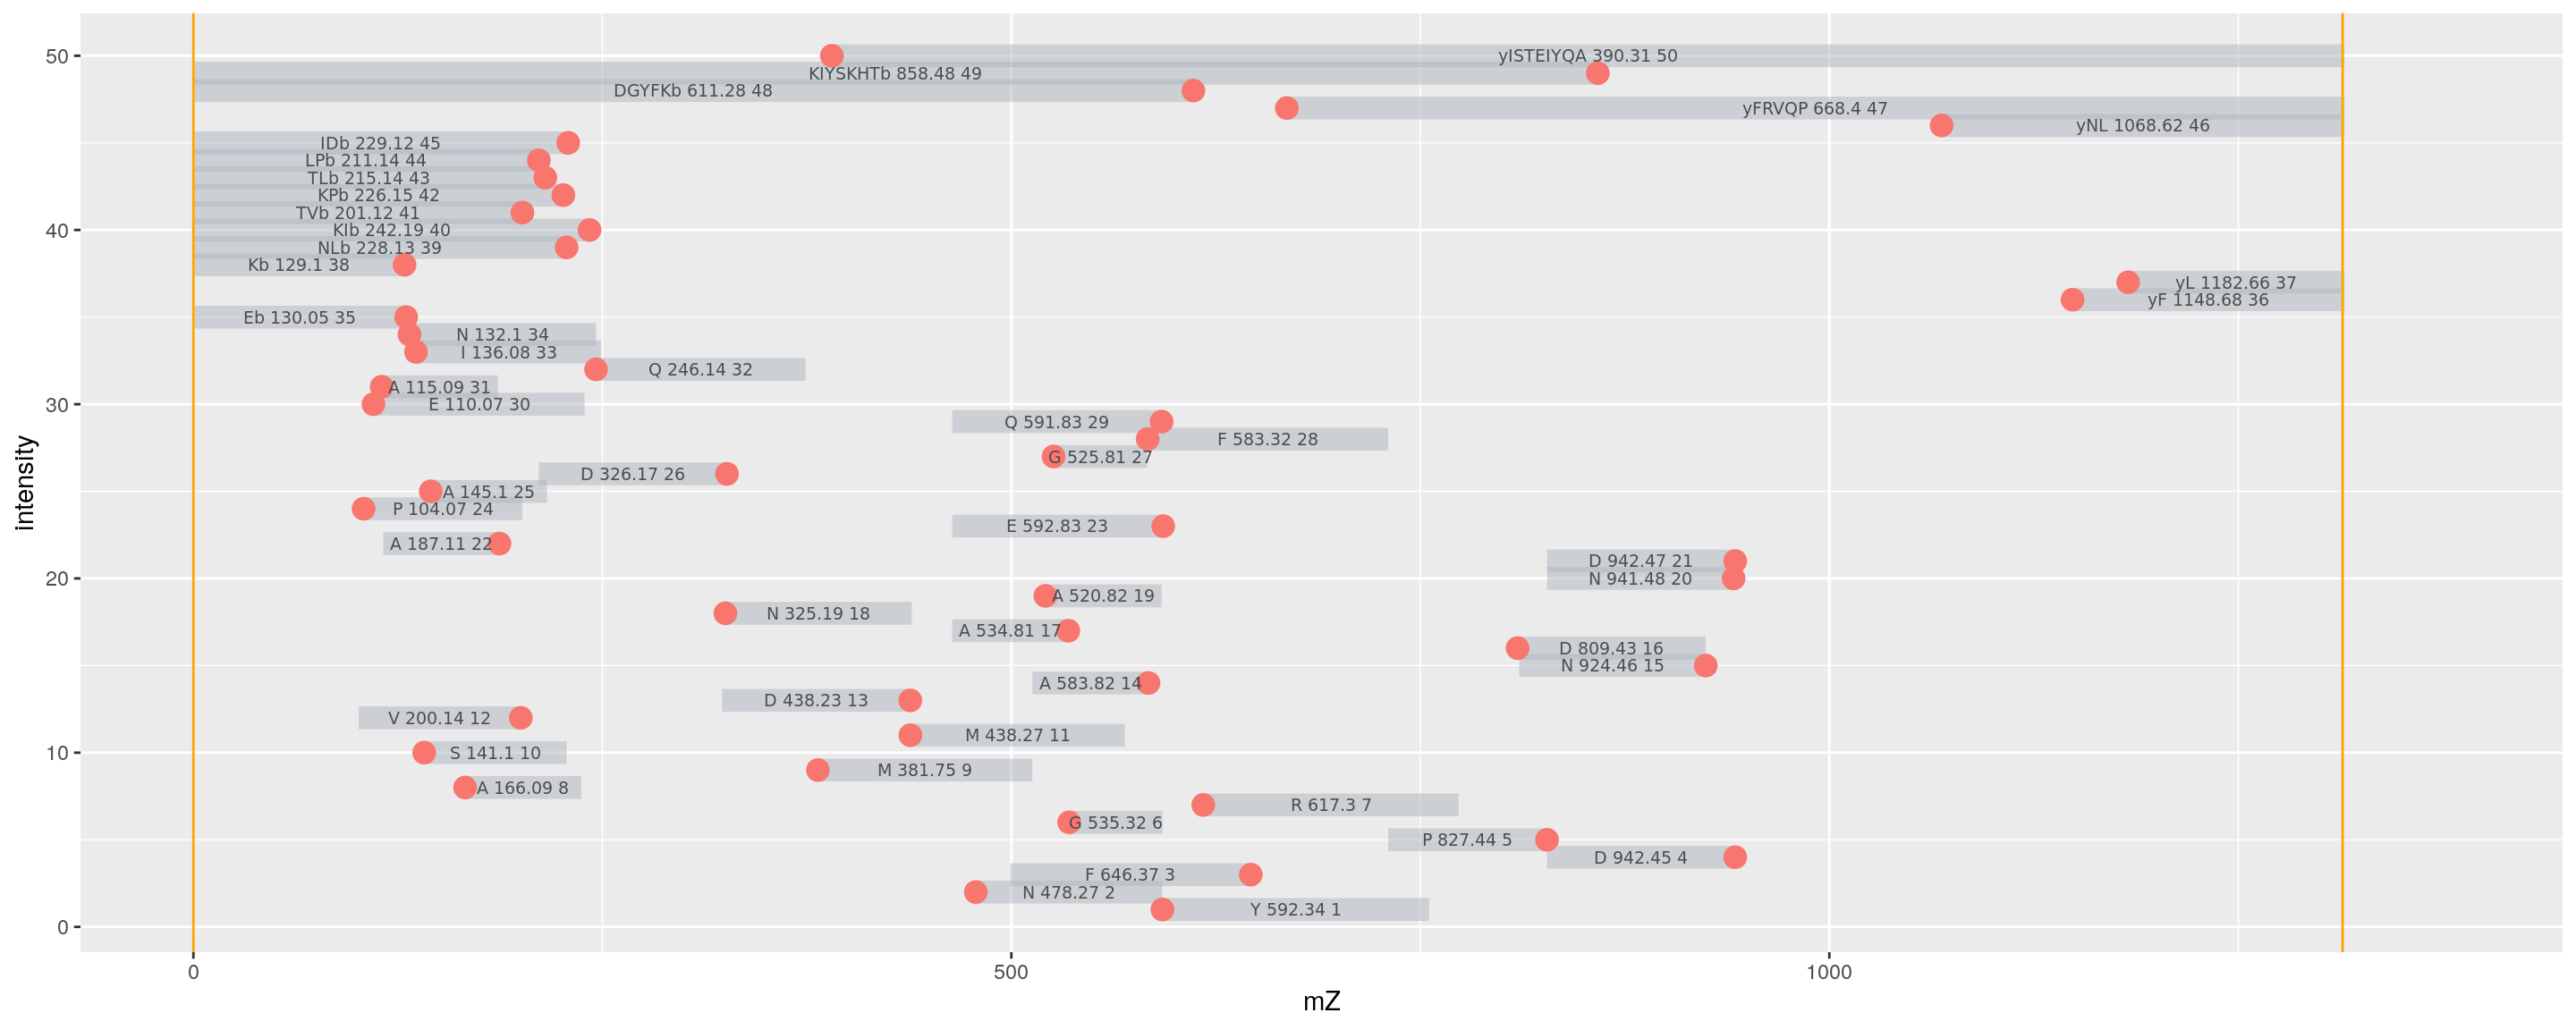 50
yISTEIYQA 390.31 50
KIYSKHTb 858.48 49
DGYFKb 611.28 48
yFRVQP 668.4 47
yNL 1068.62 46
IDb 229.12 45
LPb 211.14 44
TLb 215.14 43
KPb 226.15 42
TVb 201.12 41
40
KIb 242.19 40
NLb 228.13 39
Kb 129.1 38
yL 1182.66 37
yF 1148.68 36
Eb 130.05 35
N 132.1 34
I 136.08 33
Q 246.14 32
A 115.09 31
30
E 110.07 30
Q 591.83 29
F 583.32 28
G 525.81 27
D 326.17 26
A 145.1 25
P 104.07 24
intensity
E 592.83 23
A 187.11 22
D 942.47 21
20
N 941.48 20
A 520.82 19
N 325.19 18
A 534.81 17
D 809.43 16
N 924.46 15
A 583.82 14
D 438.23 13
V 200.14 12
M 438.27 11
10
S 141.1 10
M 381.75 9
A 166.09 8
R 617.3 7
G 535.32 6
P 827.44 5
D 942.45 4
F 646.37 3
N 478.27 2
Y 592.34 1
0
0 500 1000
mZ